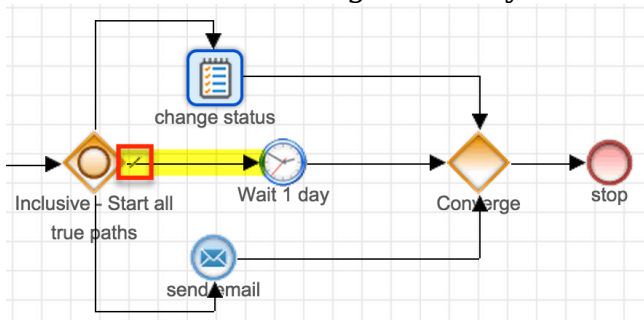 change status
Inclusive - Start all
true paths
Wait 1 day
Converge
stop
send email